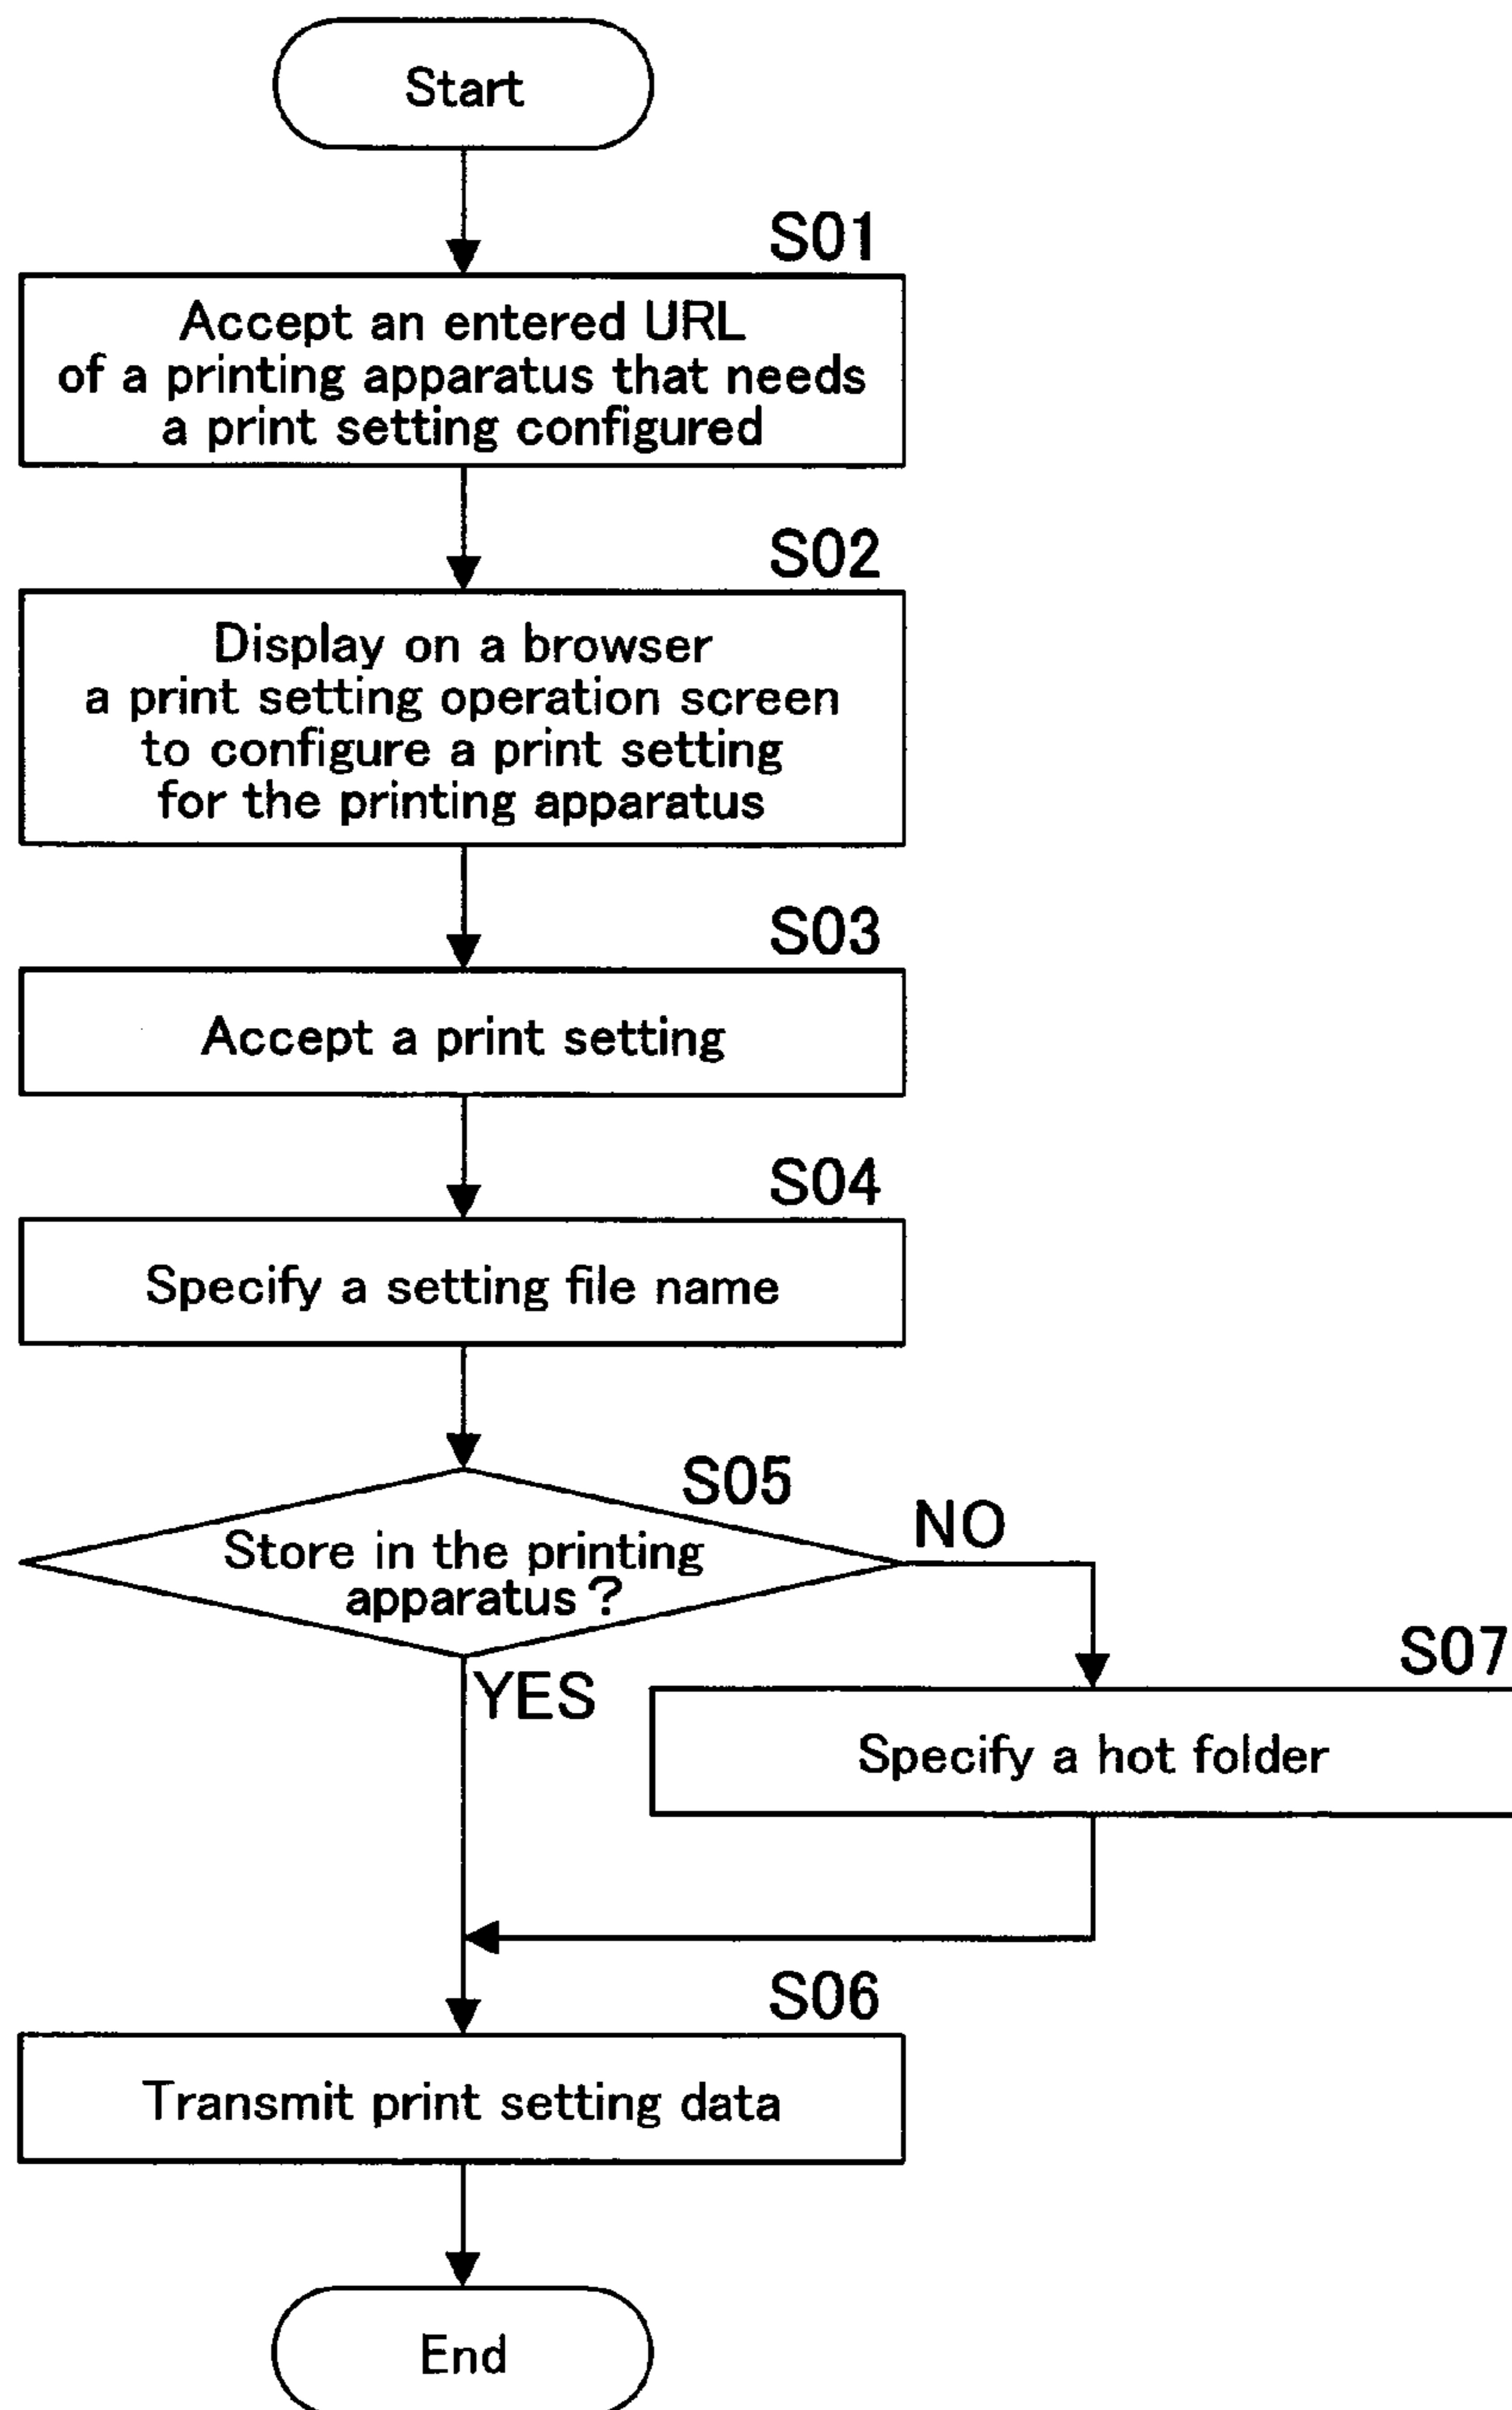 Start
S01
Accept an entered URL
of a printing apparatus that needs
a print setting configured
S02
Display on a browser
a print setting operation screen
to configure a print setting
for the printing apparatus
S03
Accept a print setting
S04
Specify a setting file name
S05
Store in the printing
apparatus?
NO
YES
S07
Specify a hot folder
S06
Transmit print setting data
End